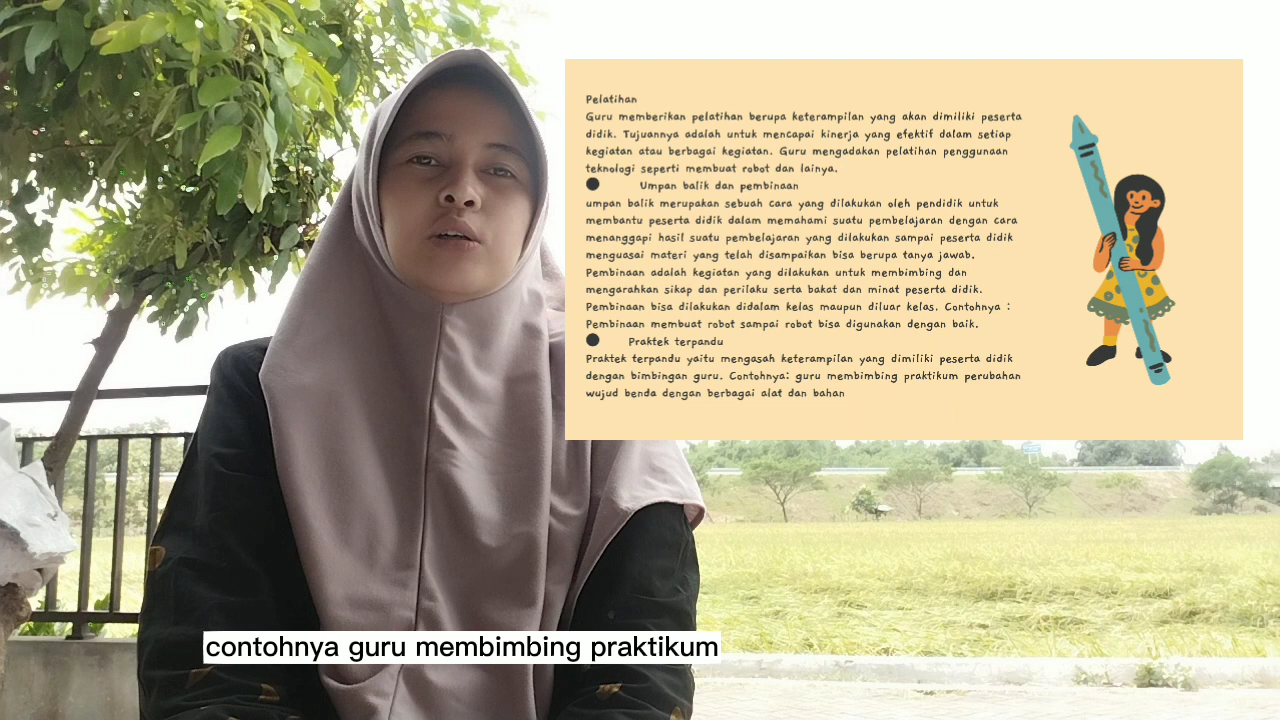 Pelatihan
Guru memberikan pelatihan berupa keterampilan yang akan dimiliki peserta
didik. Tujuannya adalah untuk mencapai kinerja yang efektif dalam setiap
kegiatan atau berbagai kegiatan. Guru mengadakan pelatihan penggunaan
teknologi seperti membuat robot dan lainya.
● Umpan balik dan pembinaan
umpan balik merupakan sebuah cara yang dilakukan oleh pendidik untuk
membantu peserta didik dalam memahami suatu pembelajaran dengan cara
menanggapi hasil suatu pembelajaran yang dilakukan sampai peserta didik
menguasai materi yang telah disampaikan bisa berupa tanya jawab.
Pembinaan adalah kegiatan yang dilakukan untuk membimbing dan
mengarahkan sikap dan perilaku serta bakat dan minat peserta didik.
Pembinaan bisa dilakukan didalam kelas maupun diluar kelas. Contohnya :
Pembinaan membuat robot sampai robot bisa digunakan dengan baik.
● Praktek terpandu
Praktek terpandu yaitu mengasah keterampilan yang dimiliki peserta didik
dengan bimbingan guru. Contohnya: guru membimbing praktikum perubahan
wujud benda dengan berbagai alat dan bahan
contohnya guru membimbing praktikum